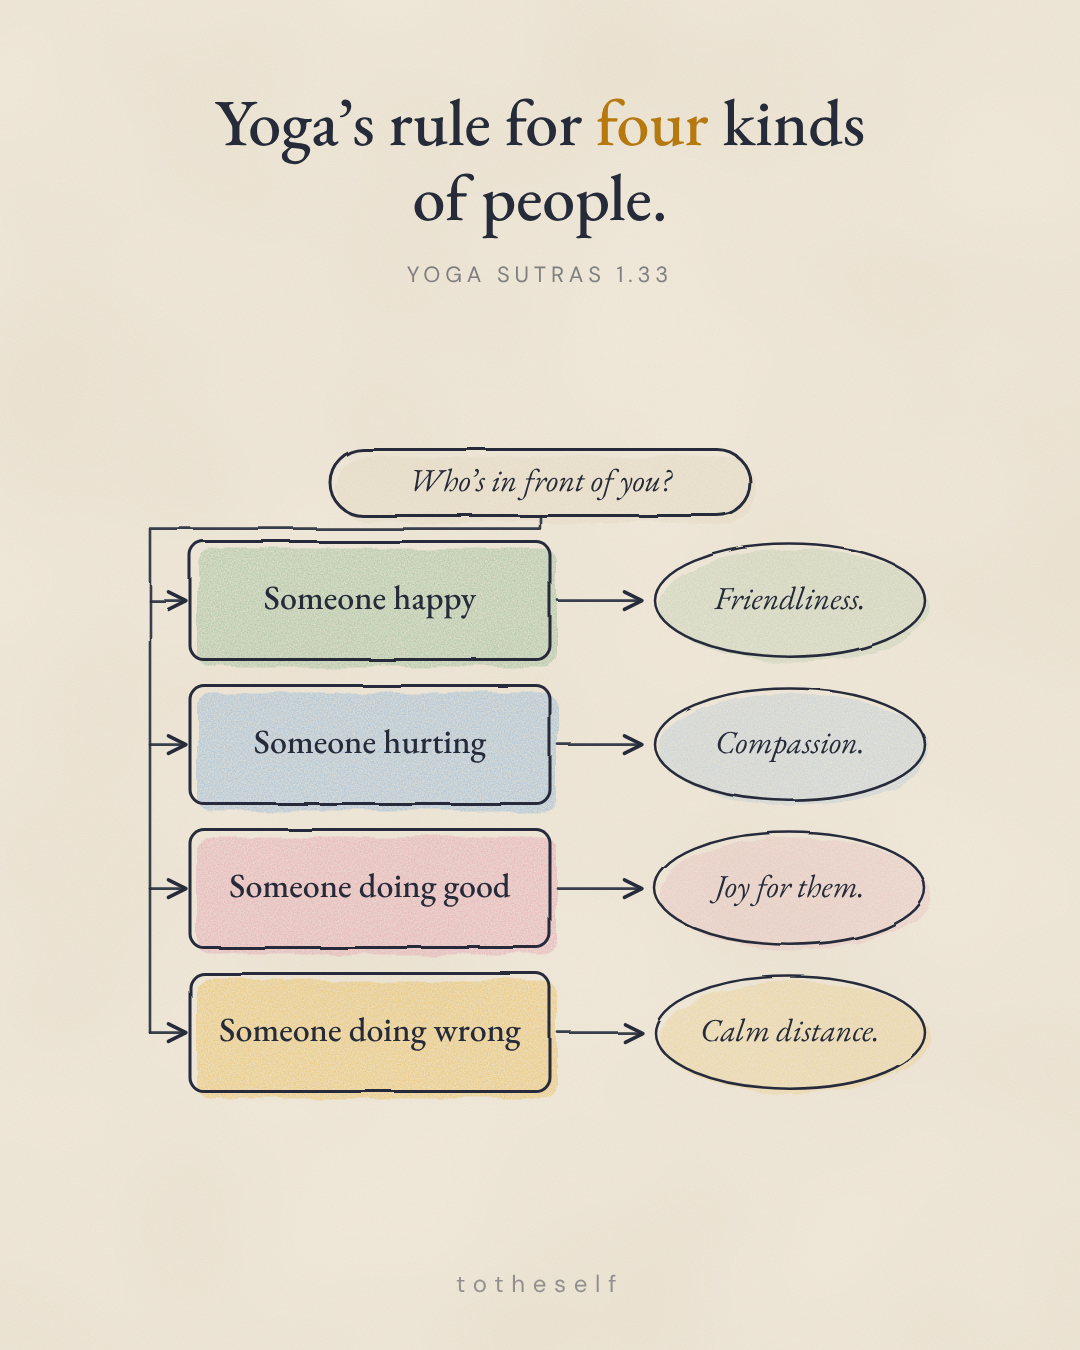 Yoga’s rule for four kinds
of people.
YOGA SUTRAS 1.33
Who’s in front of you?
Someone happy
Friendliness.
Someone hurting
Compassion.
Someone doing good
Joy for them.
Someone doing wrong
Calm distance.
totheself